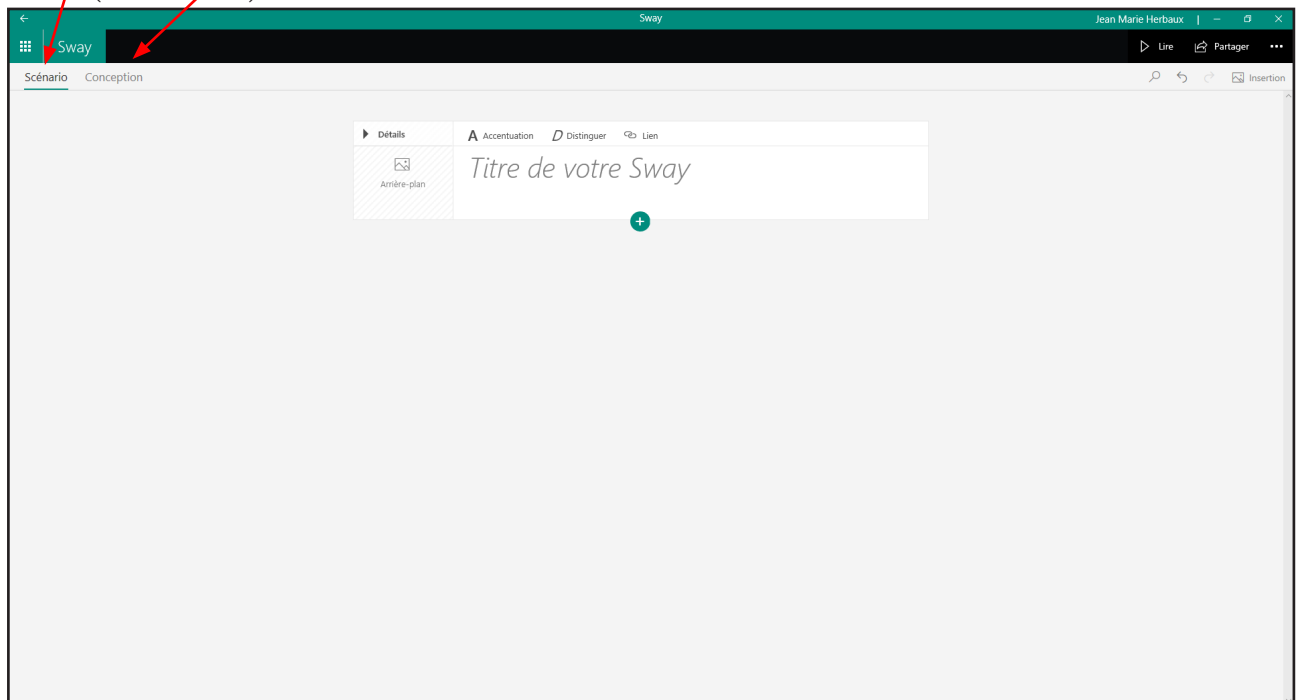 Sway
Jean Marie Herbaux
Sway
Lire
Partager
Scénario
Conception
Insertion
Détails
A Accentuation
D Distinguer
Lien
Arrière-plan
Titre de votre Sway